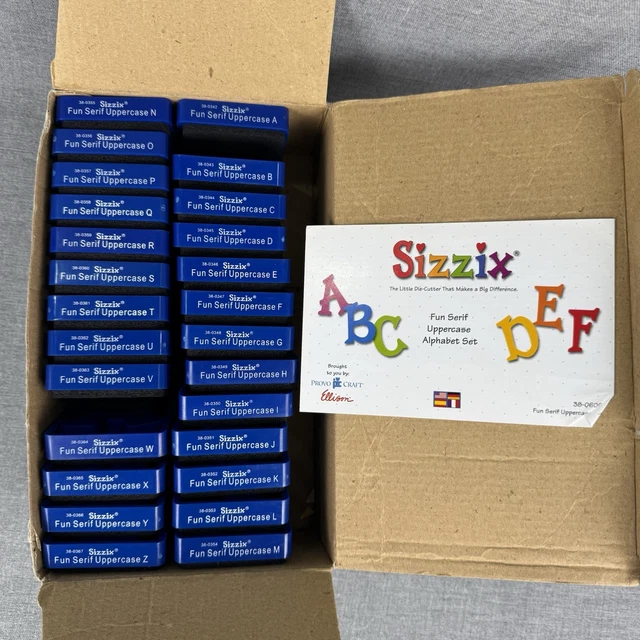 38-0355 Sizzix®
Fun Serif Uppercase N
38-0356 Sizzix®
Fun Serif Uppercase O
38-0357 Sizzix®
Fun Serif Uppercase P
38-0358 Sizzix®
Fun Serif Uppercase Q
38-0359 Sizzix®
Fun Serif Uppercase R
38-0360 Sizzix®
Fun Serif Uppercase S
38-0361 Sizzix®
Fun Serif Uppercase T
38-0362 Sizzix®
Fun Serif Uppercase U
38-0363 Sizzix®
Fun Serif Uppercase V
38-0364 Sizzix®
Fun Serif Uppercase W
38-0365 Sizzix®
Fun Serif Uppercase X
38-0366 Sizzix®
Fun Serif Uppercase Y
38-0367 Sizzix®
Fun Serif Uppercase Z
38-0342 Sizzix®
Fun Serif Uppercase A
38-0343 Sizzix®
Fun Serif Uppercase B
38-0344 Sizzix®
Fun Serif Uppercase C
38-0345 Sizzix®
Fun Serif Uppercase D
38-0346 Sizzix®
Fun Serif Uppercase E
38-0347 Sizzix®
Fun Serif Uppercase F
38-0348 Sizzix®
Fun Serif Uppercase G
38-0349 Sizzix®
Fun Serif Uppercase H
38-0350 Sizzix®
Fun Serif Uppercase I
38-0351 Sizzix®
Fun Serif Uppercase J
38-0352 Sizzix®
Fun Serif Uppercase K
38-0353 Sizzix®
Fun Serif Uppercase L
38-0354 Sizzix®
Fun Serif Uppercase M
Sizzix®
The Little Die-Cutter That Makes a Big Difference.
ABC
Fun Serif
Uppercase
Alphabet Set
DEF
Brought
to you by:
PROVO CRAFT
Ellison
Fun Serif